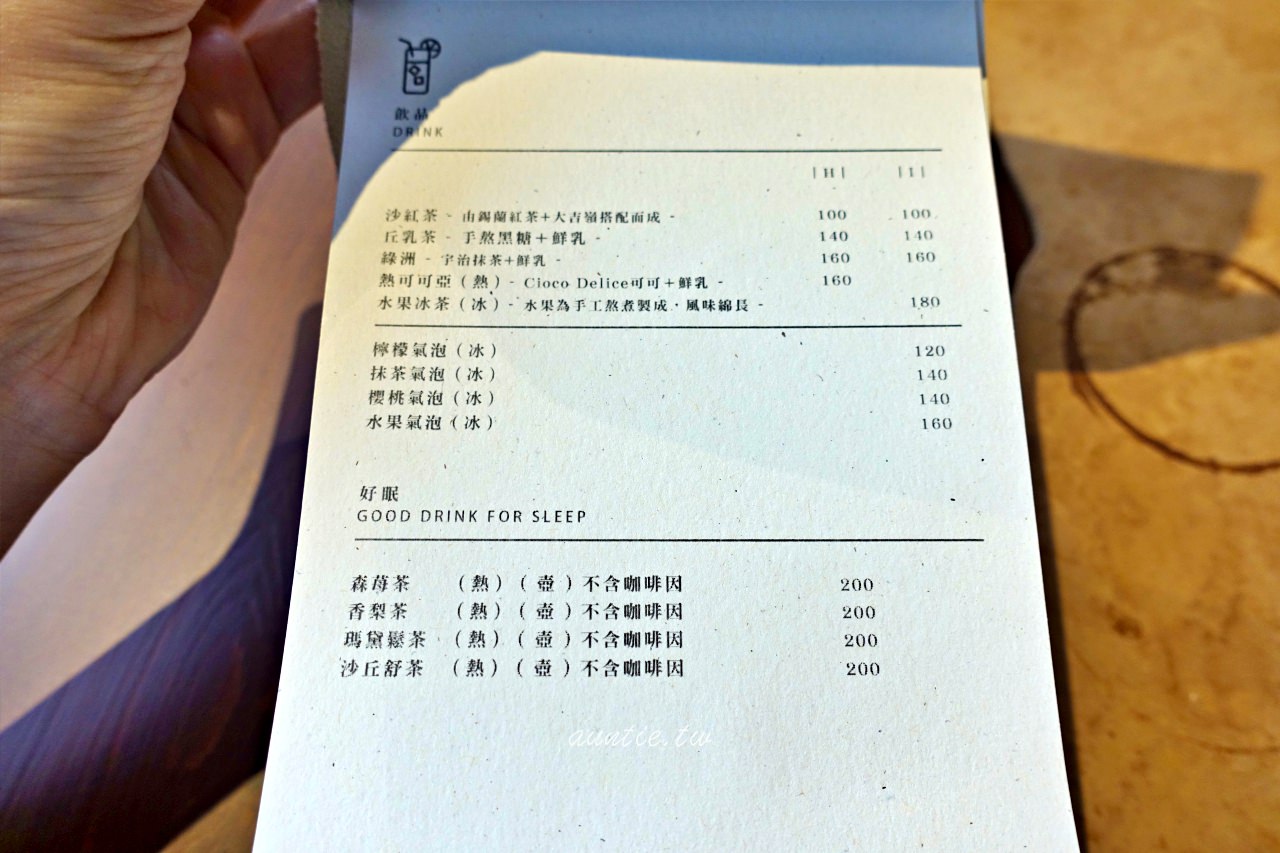 飲品
DRINK
|H| |I|
沙紅茶 - 由錫蘭紅茶+大吉嶺搭配而成 - 100 100
丘乳茶 - 手熬黑糖+鮮乳 - 140 140
綠洲 - 宇治抹茶+鮮乳 - 160 160
熱可可亞（熱）- Cioco Delice可可+鮮乳 - 160
水果冰茶（冰）- 水果為手工熬煮製成·風味綿長 - 180
檸檬氣泡（冰） 120
抹茶氣泡（冰） 140
櫻桃氣泡（冰） 140
水果氣泡（冰） 160
好眠
GOOD DRINK FOR SLEEP
森苺茶 （熱）（壺）不含咖啡因 200
香梨茶 （熱）（壺）不含咖啡因 200
瑪黛鬆茶 （熱）（壺）不含咖啡因 200
沙丘舒茶 （熱）（壺）不含咖啡因 200
auntie.tw